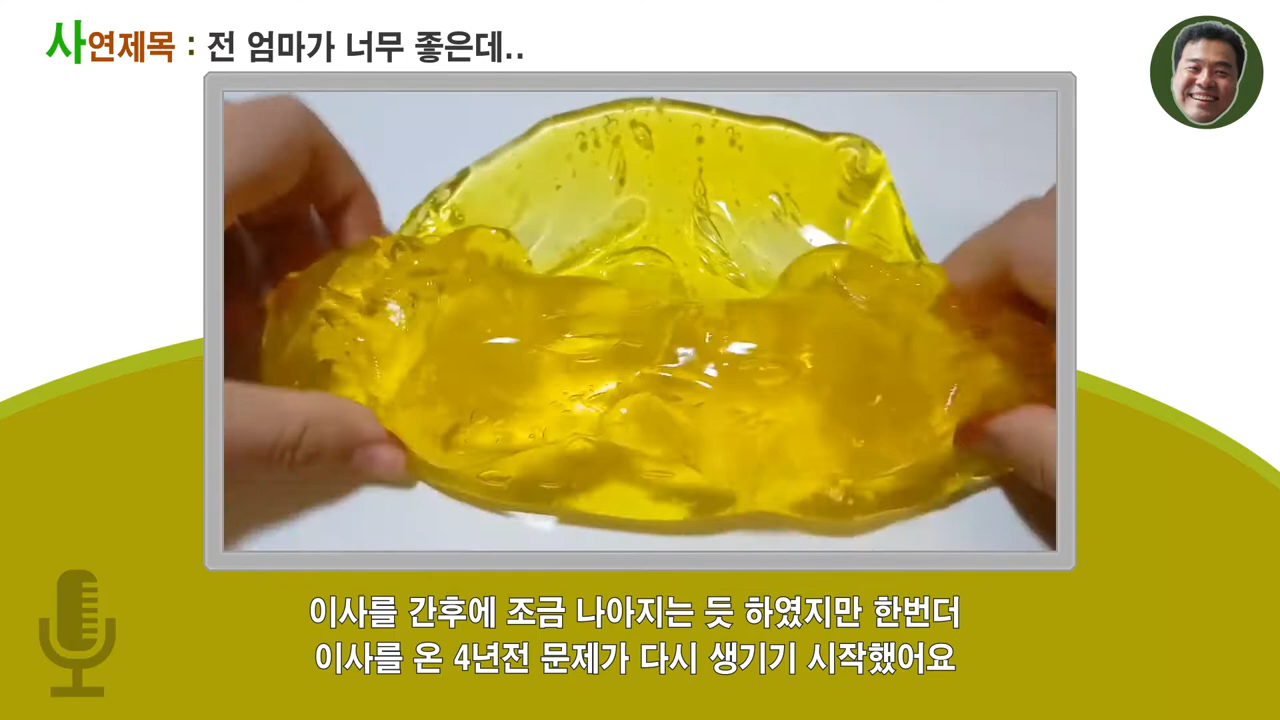 사연제목 : 전 엄마가 너무 좋은데..
이사를 간후에 조금 나아지는 듯 하였지만 한번더
이사를 온 4년전 문제가 다시 생기기 시작했어요